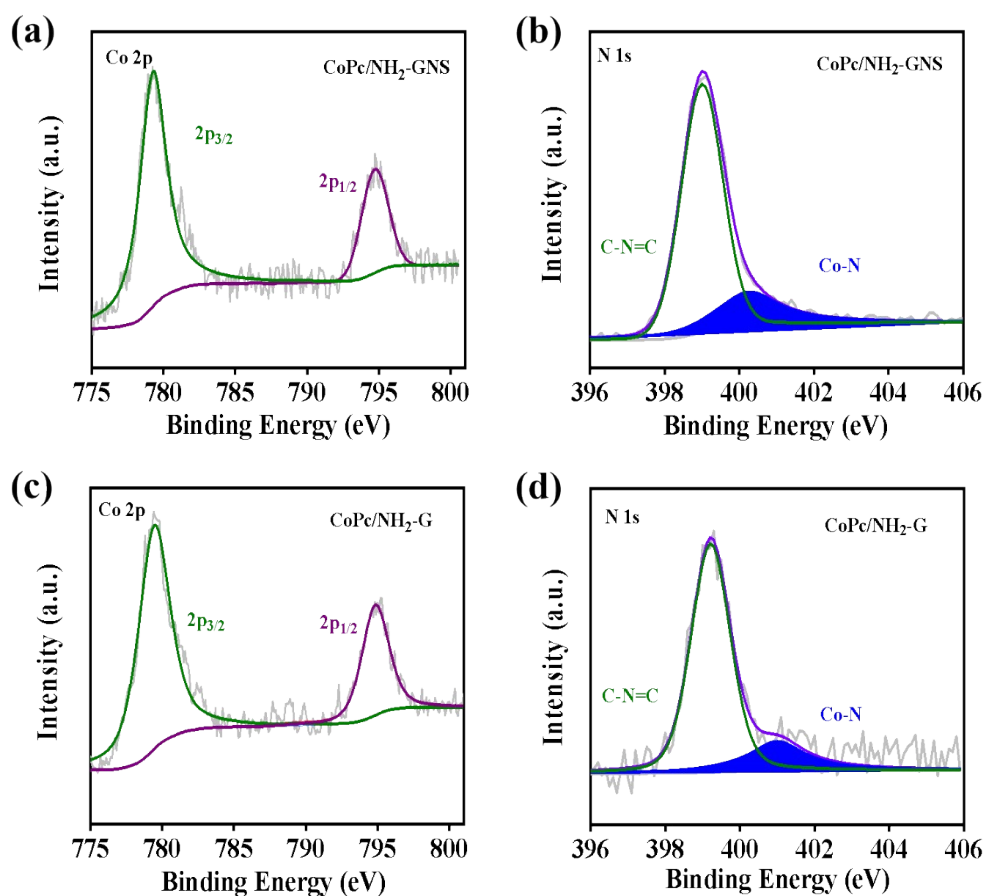 (a)
Co 2p
CoPc/NH₂-GNS
2p₃/₂
2p₁/₂
Intensity (a.u.)
775 780 785 790 795 800
Binding Energy (eV)
(b)
N 1s
CoPc/NH₂-GNS
C-N=C
Co-N
Intensity (a.u.)
396 398 400 402 404 406
Binding Energy (eV)
(c)
Co 2p
CoPc/NH₂-G
2p₃/₂
2p₁/₂
Intensity (a.u.)
775 780 785 790 795 800
Binding Energy (eV)
(d)
N 1s
CoPc/NH₂-G
C-N=C
Co-N
Intensity (a.u.)
396 398 400 402 404 406
Binding Energy (eV)